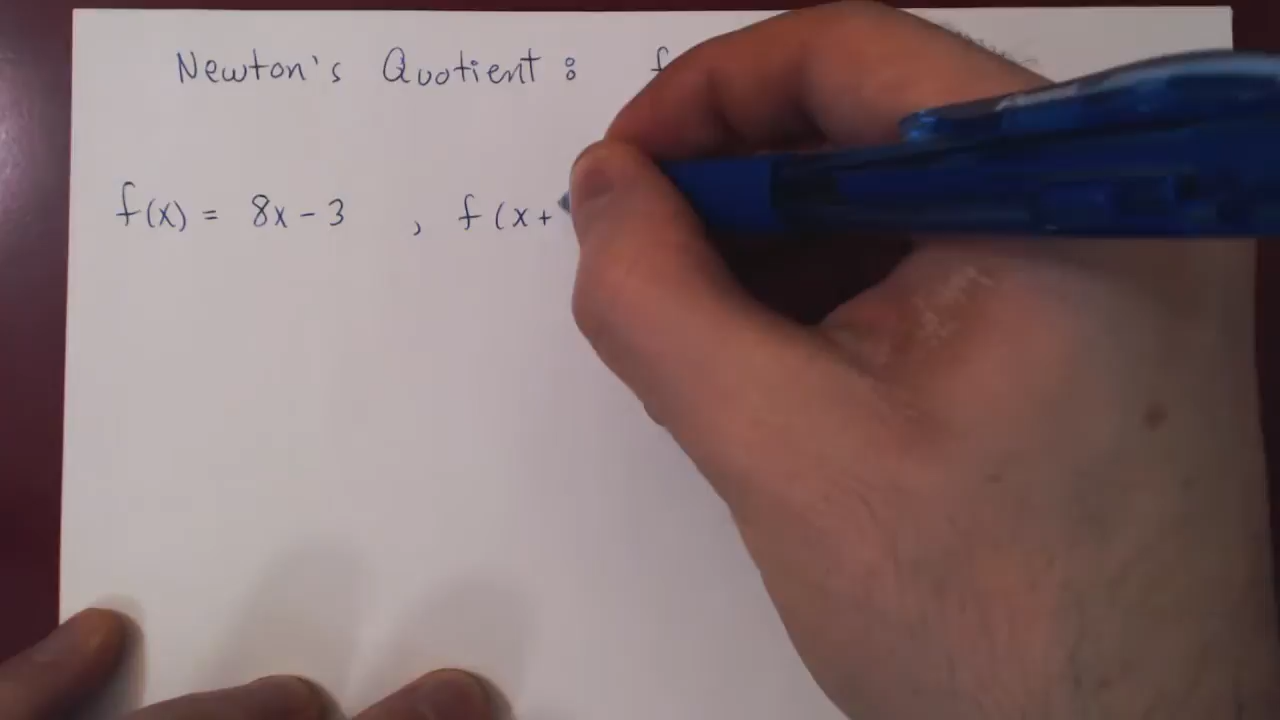 Newton's Quotient : f
f(x) = 8x - 3 , f(x+